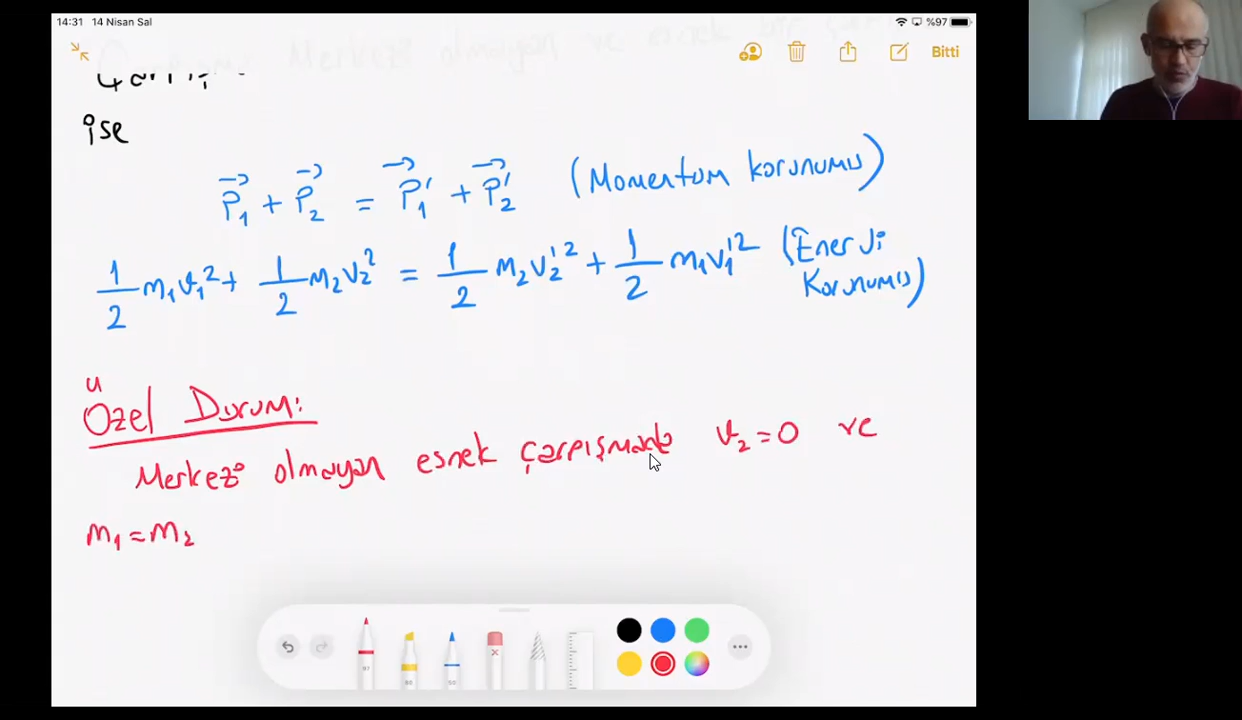 14:31 14 Nisan Sal
%97
Bitti
ise
P⃗₁ + P⃗₂ = P⃗₁' + P⃗₂' (Momentum korunumu)
1/2 m₁v₁² + 1/2 m₂v₂² = 1/2 m₂v₂'² + 1/2 m₁v₁'² (Enerji
Korunumu)
Özel Durum:
Merkezi olmayan esnek çarpışmada v₂ = 0 ve
m₁ = m₂